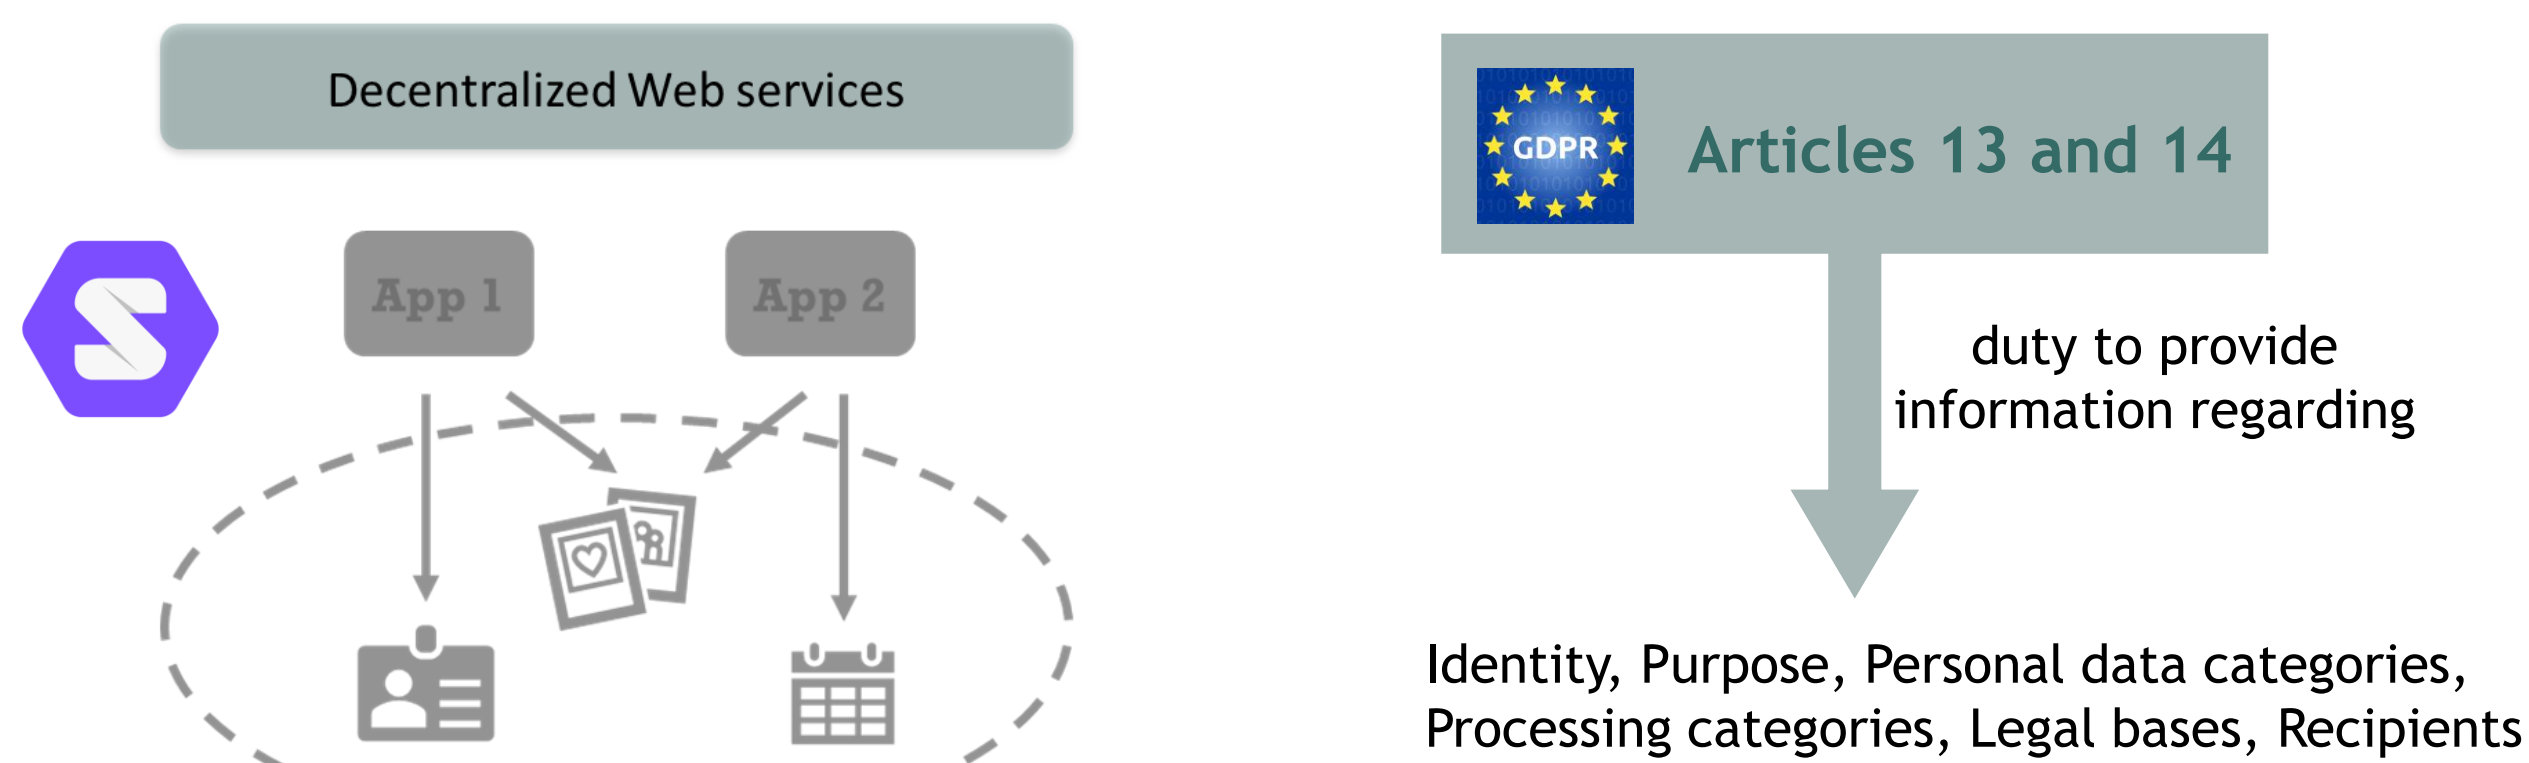 Decentralized Web services
App 1
App 2
GDPR
Articles 13 and 14
duty to provide
information regarding
Identity, Purpose, Personal data categories,
Processing categories, Legal bases, Recipients